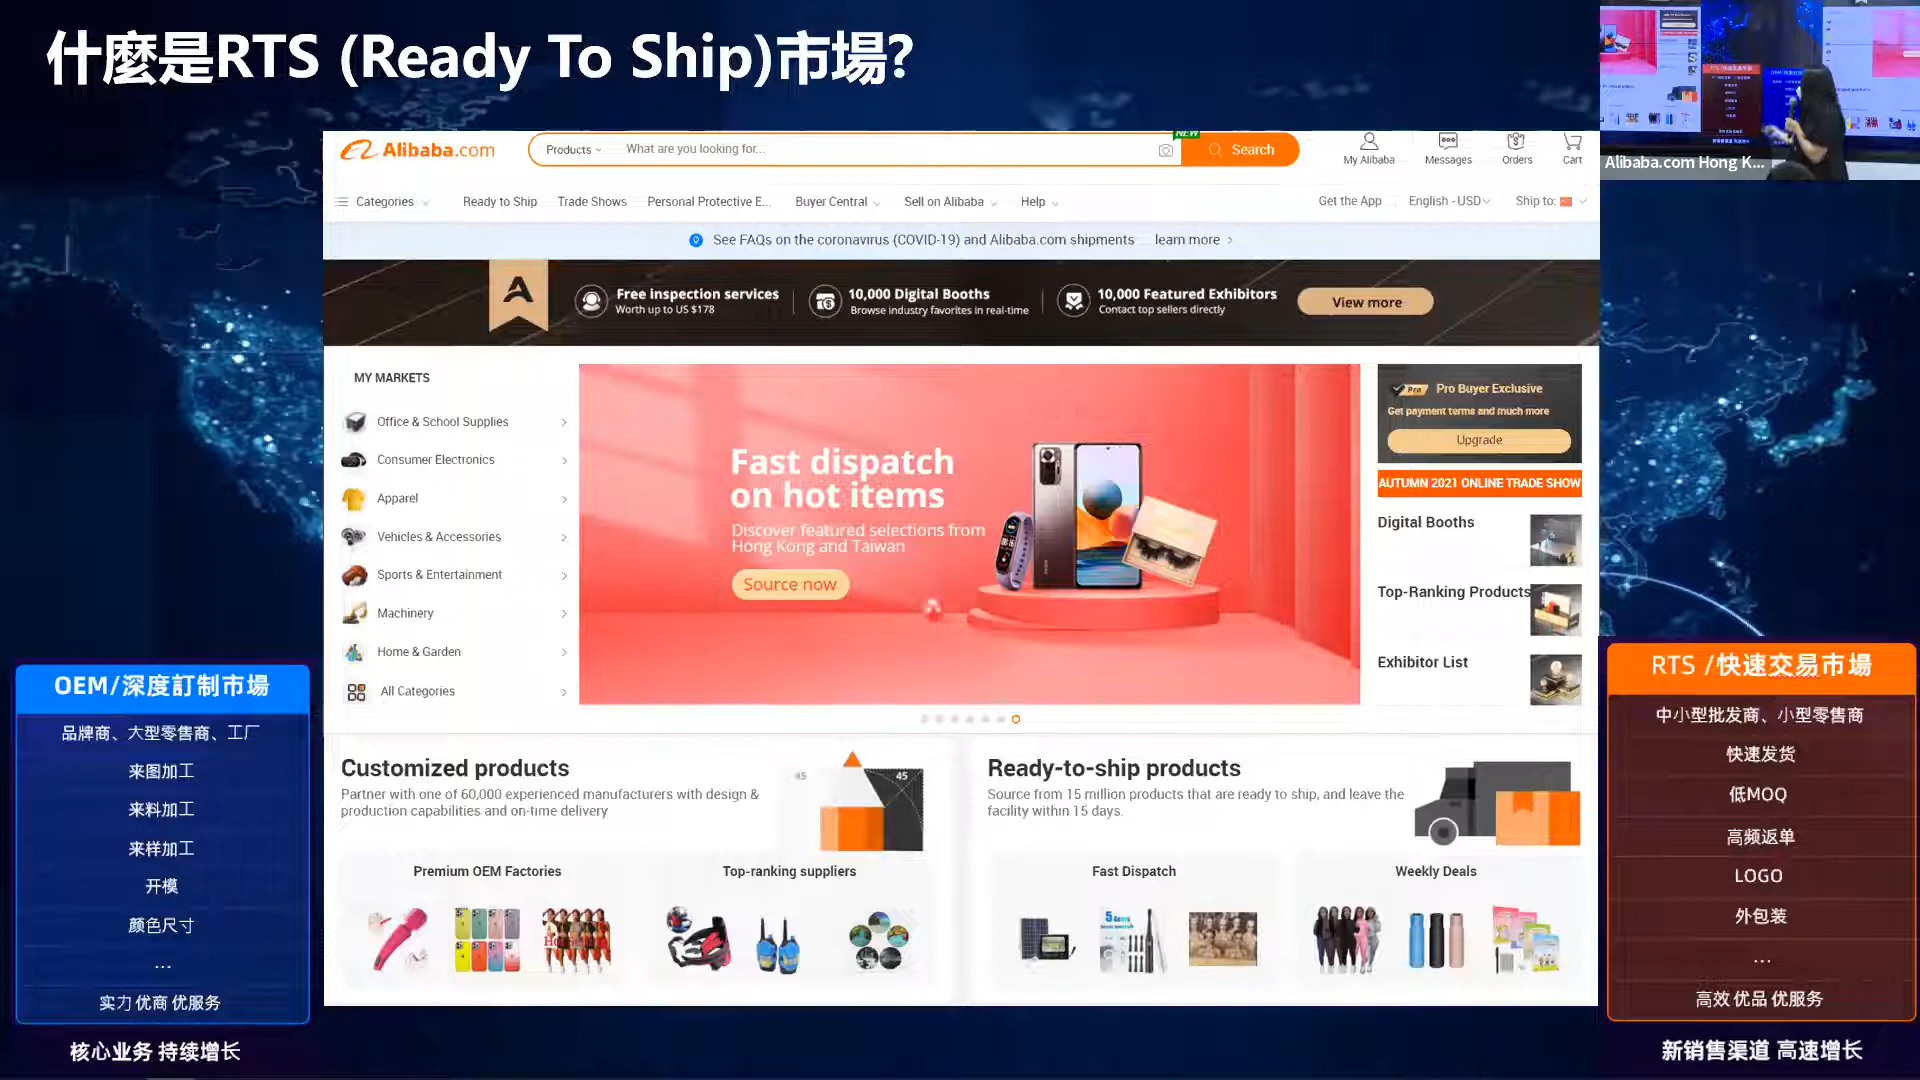 什麼是RTS (Ready To Ship)市場?
Alibaba.com Hong K...
Alibaba.com
Products
What are you looking for...
NEW
Search
My Alibaba
Messages
Orders
Cart
Categories
Ready to Ship
Trade Shows
Personal Protective E...
Buyer Central
Sell on Alibaba
Help
Get the App
English - USD
Ship to:
See FAQs on the coronavirus (COVID-19) and Alibaba.com shipments
learn more
Free inspection services
Worth up to US $178
10,000 Digital Booths
Browse industry favorites in real-time
10,000 Featured Exhibitors
Contact top sellers directly
View more
MY MARKETS
Office & School Supplies
Consumer Electronics
Apparel
Vehicles & Accessories
Sports & Entertainment
Machinery
Home & Garden
All Categories
Fast dispatch
on hot items
Discover featured selections from
Hong Kong and Taiwan
Source now
Pro
Pro Buyer Exclusive
Get payment terms and much more
Upgrade
AUTUMN 2021 ONLINE TRADE SHOW
Digital Booths
Top-Ranking Products
Exhibitor List
Customized products
Partner with one of 60,000 experienced manufacturers with design &
production capabilities and on-time delivery
45
45
Premium OEM Factories
Top-ranking suppliers
Ready-to-ship products
Source from 15 million products that are ready to ship, and leave the
facility within 15 days.
Fast Dispatch
Weekly Deals
OEM/深度訂制市場
品牌商、大型零售商、工厂
来图加工
来料加工
来样加工
开模
颜色尺寸
...
实力 优商 优服务
核心业务 持续增长
RTS /快速交易市場
中小型批发商、小型零售商
快速发货
低MOQ
高频返单
LOGO
外包装
...
高效 优品 优服务
新销售渠道 高速增长